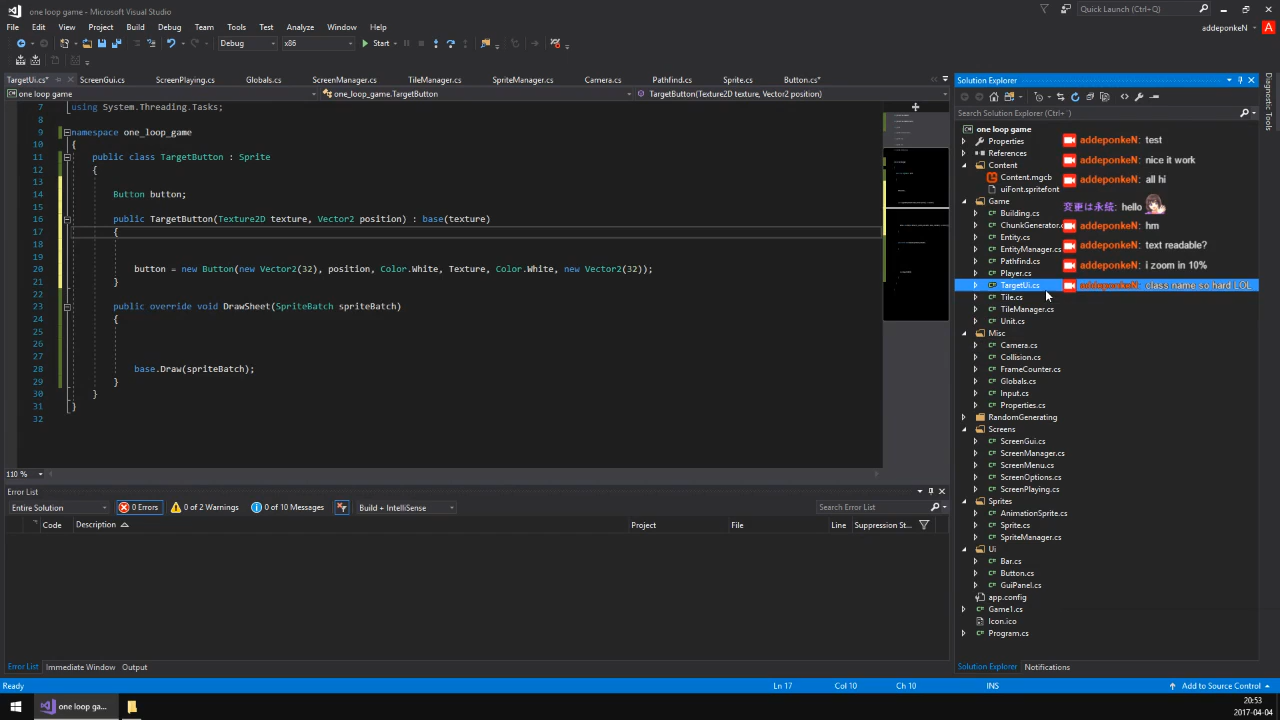 one loop game - Microsoft Visual Studio
Quick Launch (Ctrl+ )
File Edit View Project Build Debug Team Tools Test Analyze Window Help
addeponkeN A
Debug x86 Start
TargetUi.cs* ScreenGui.cs ScreenPlaying.cs Globals.cs ScreenManager.cs TileManager.cs SpriteManager.cs Camera.cs Pathfind.cs Sprite.cs Button.cs*
one loop game one_loop_game.TargetButton TargetButton(Texture2D texture, Vector2 position)
7 using System.Threading.Tasks;
8
9 namespace one_loop_game
10 {
11 public class TargetButton : Sprite
12 {
13
14 Button button;
15
16 public TargetButton(Texture2D texture, Vector2 position) : base(texture)
17 {
18
19
20 button = new Button(new Vector2(32), position, Color.White, Texture, Color.White, new Vector2(32));
21 }
22
23 public override void DrawSheet(SpriteBatch spriteBatch)
24 {
25
26
27
28 base.Draw(spriteBatch);
29 }
30 }
31 }
32
110 %
Error List
Entire Solution 0 Errors 0 of 2 Warnings 0 of 10 Messages Build + IntelliSense Search Error List
Code Description Project File Line Suppression St...
Error List Immediate Window Output
Solution Explorer
Search Solution Explorer (Ctrl+ )
one loop game
Properties
References
Content
Content.mgcb
uiFont.spritefont
Game
Building.cs
ChunkGenerator.c
Entity.cs
EntityManager.cs
Pathfind.cs
Player.cs
TargetUi.cs
Tile.cs
TileManager.cs
Unit.cs
Misc
Camera.cs
Collision.cs
FrameCounter.cs
Globals.cs
Input.cs
Properties.cs
RandomGenerating
Screens
ScreenGui.cs
ScreenManager.cs
ScreenMenu.cs
ScreenOptions.cs
ScreenPlaying.cs
Sprites
AnimationSprite.cs
Sprite.cs
SpriteManager.cs
Ui
Bar.cs
Button.cs
GuiPanel.cs
app.config
Game1.cs
Icon.ico
Program.cs
addeponkeN: test
addeponkeN: nice it work
addeponkeN: all hi
変更は永続: hello
addeponkeN: hm
addeponkeN: text readable?
addeponkeN: i zoom in 10%
addeponkeN: class name so hard LOL
Solution Explorer Notifications
Diagnostic Tools
Ready Ln 17 Col 10 Ch 10 INS Add to Source Control
one loop ga...
20:53
2017-04-04